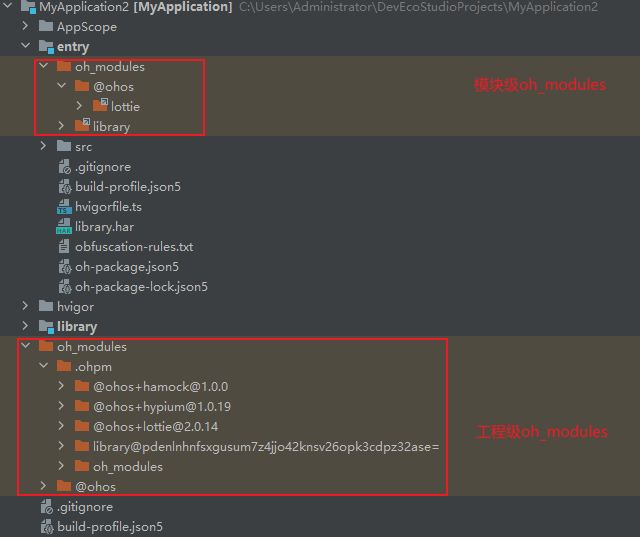 MyApplication2 [MyApplication] C:\Users\Administrator\DevEcoStudioProjects\MyApplication2
AppScope
entry
oh_modules
@ohos
模块级oh_modules
lottie
library
src
.gitignore
build-profile.json5
hvigorfile.ts
library.har
obfuscation-rules.txt
oh-package.json5
oh-package-lock.json5
hvigor
library
oh_modules
.ohpm
@ohos+hamock@1.0.0
@ohos+hypium@1.0.19
@ohos+lottie@2.0.14
工程级oh_modules
library@pdenlnhnfsxgusum7z4jjo42knsv26opk3cdpz32ase=
oh_modules
@ohos
.gitignore
build-profile.json5